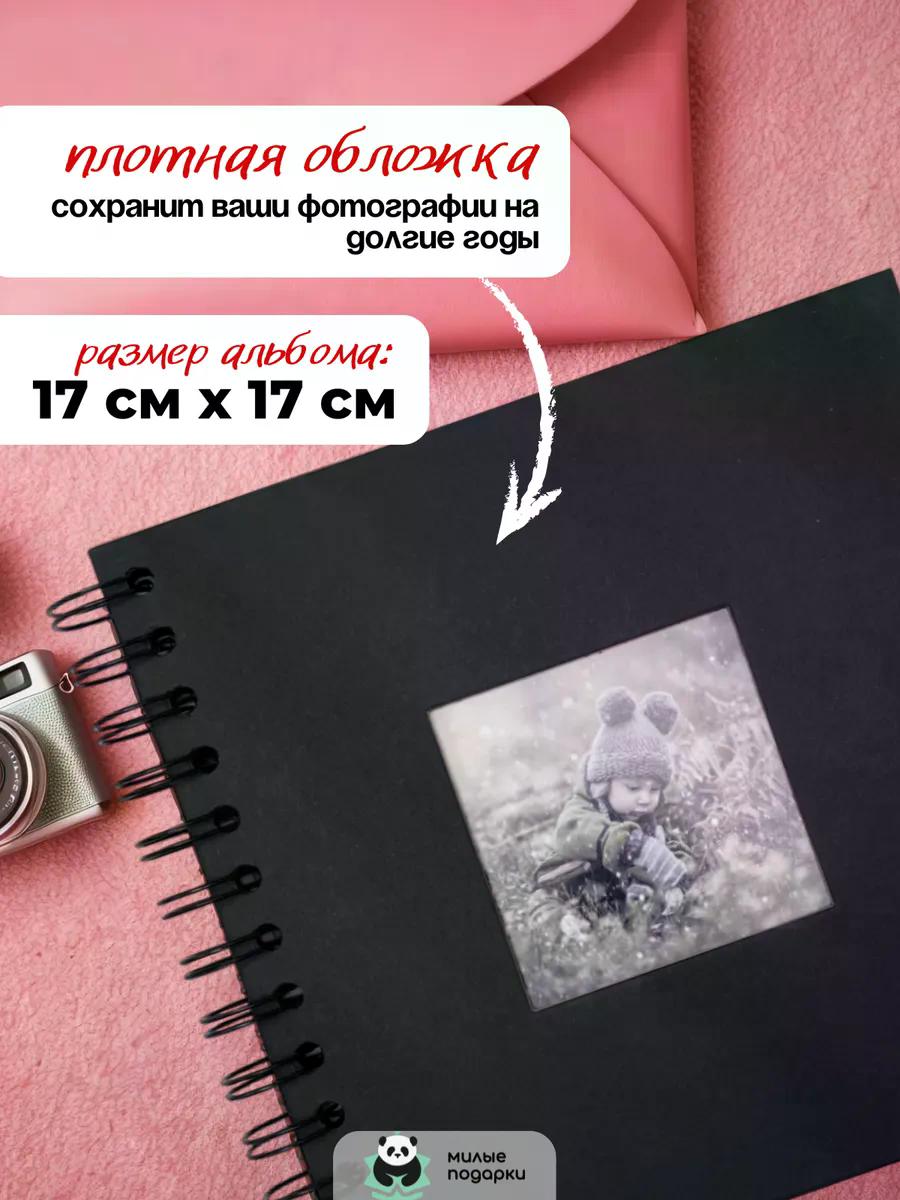 плотная обложка
сохранит ваши фотографии на
долгие годы
размер альбома:
17 см х 17 см
милые
подарки